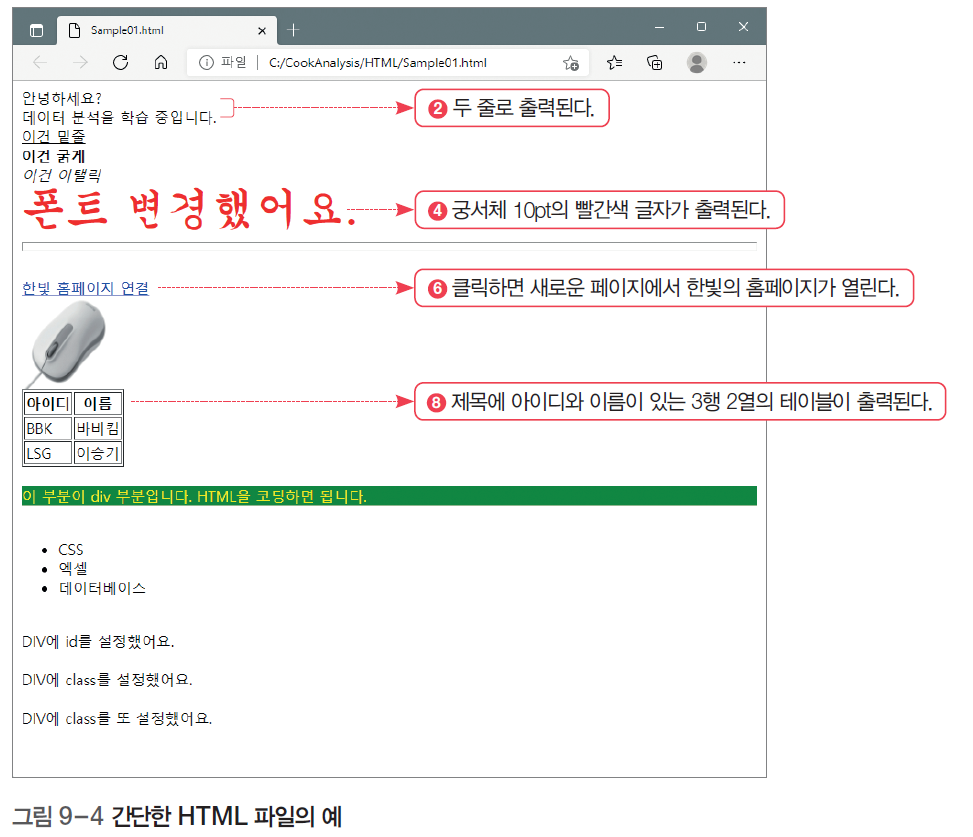 Sample01.html
파일 C:/CookAnalysis/HTML/Sample01.html
안녕하세요?
데이터 분석을 학습 중입니다.
❷ 두 줄로 출력된다.
이건 밑줄
이건 굵게
이건 이탤릭
폰트 변경했어요.
❹ 궁서체 10pt의 빨간색 글자가 출력된다.
한빛 홈페이지 연결
❻ 클릭하면 새로운 페이지에서 한빛의 홈페이지가 열린다.
❽ 제목에 아이디와 이름이 있는 3행 2열의 테이블이 출력된다.
아이디 이름
BBK 바비킴
LSG 이승기
이 부분이 div 부분입니다. HTML을 코딩하면 됩니다.
• CSS
• 엑셀
• 데이터베이스
DIV에 id를 설정했어요.
DIV에 class를 설정했어요.
DIV에 class를 또 설정했어요.
그림 9-4 간단한 HTML 파일의 예